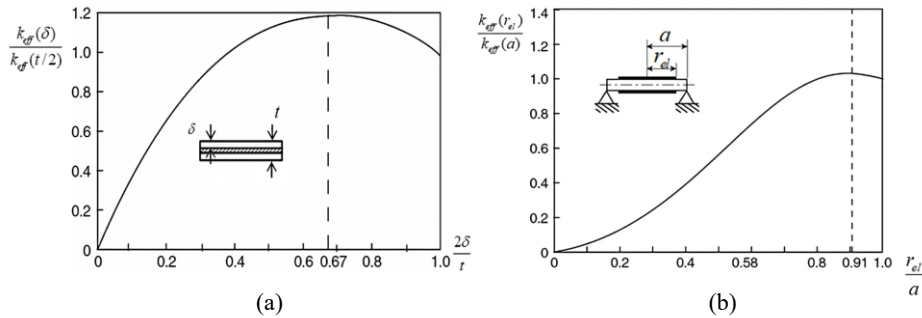 k_eff(δ)
k_eff(t/2)
1.2
1.0
0.8
0.6
0.4
0.2
0
δ
t
0 0.2 0.4 0.6 0.67 0.8 1.0
2δ
t
(a)
k_eff(r_el)
k_eff(a)
1.4
1.2
1.0
0.8
0.6
0.4
0.2
0
a
r_el
0 0.2 0.4 0.58 0.8 0.91 1.0
r_el
a
(b)